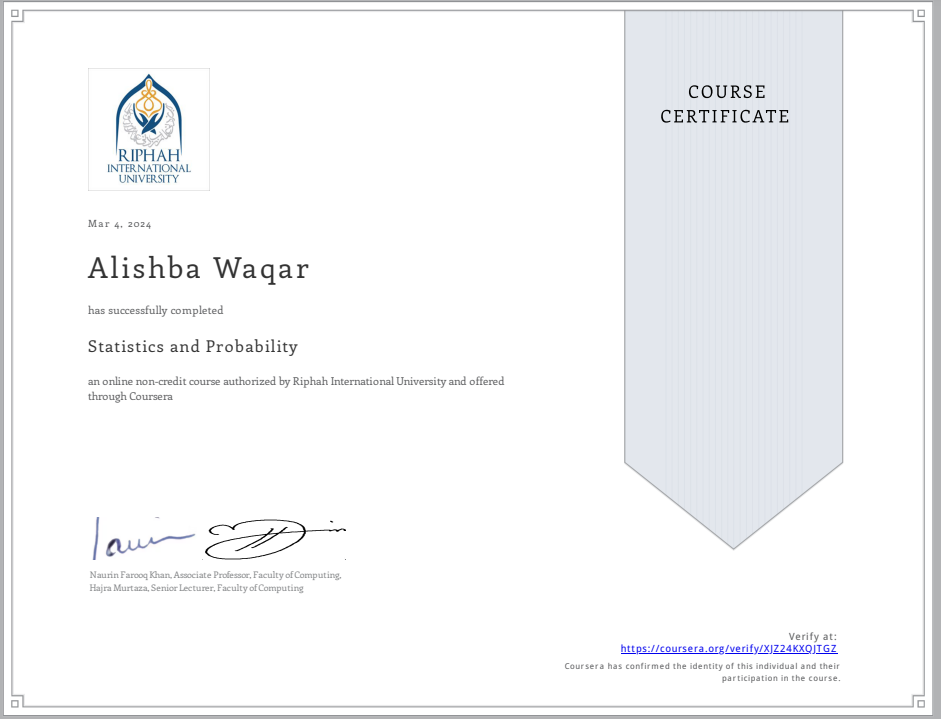 COURSE
CERTIFICATE
RIPHAH
INTERNATIONAL
UNIVERSITY
Mar 4, 2024
Alishba Waqar
has successfully completed
Statistics and Probability
an online non-credit course authorized by Riphah International University and offered
through Coursera
Naurin Farooq Khan, Associate Professor, Faculty of Computing,
Hajra Murtaza, Senior Lecturer, Faculty of Computing
Verify at:
https://coursera.org/verify/XJZ24KXQJTGZ
Coursera has confirmed the identity of this individual and their
participation in the course.